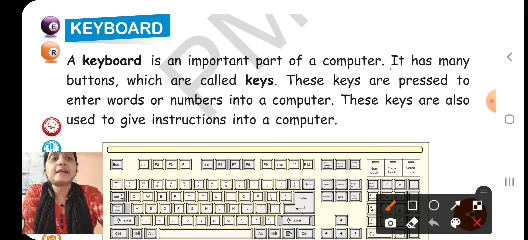 E
KEYBOARD
R
A keyboard is an important part of a computer. It has many
buttons, which are called keys. These keys are pressed to
enter words or numbers into a computer. These keys are also
used to give instructions into a computer.
PM